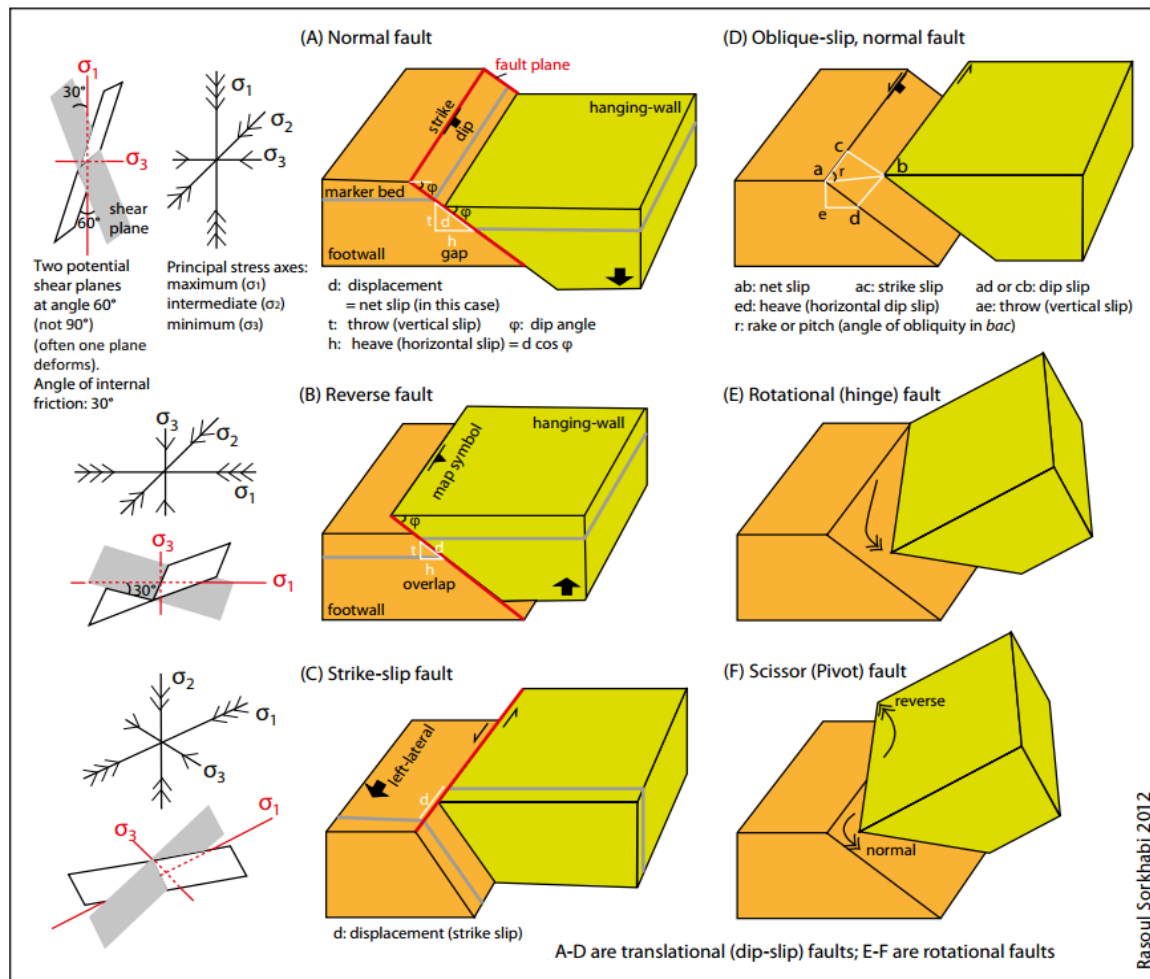 (A) Normal fault
σ1
30°
σ3
60°
shear
plane
Two potential
shear planes
at angle 60°
(not 90°)
(often one plane
deforms).
Angle of internal
friction: 30°
σ1
σ2
σ3
Principal stress axes:
maximum (σ1)
intermediate (σ2)
minimum (σ3)
fault plane
hanging-wall
strike
dip
marker bed
φ
φ
t
d
h
gap
footwall
d: displacement
= net slip (in this case)
t: throw (vertical slip) φ: dip angle
h: heave (horizontal slip) = d cos φ
(D) Oblique-slip, normal fault
c
a
r
b
e
d
ab: net slip ac: strike slip ad or cb: dip slip
ed: heave (horizontal dip slip) ae: throw (vertical slip)
r: rake or pitch (angle of obliquity in bac)
σ3
σ2
σ1
σ3
σ1
30°
(B) Reverse fault
hanging-wall
map symbol
φ
t
d
h
overlap
footwall
(E) Rotational (hinge) fault
σ2
σ1
σ3
σ1
σ3
(C) Strike-slip fault
left-lateral
d
d: displacement (strike slip)
(F) Scissor (Pivot) fault
reverse
normal
A-D are translational (dip-slip) faults; E-F are rotational faults
Rasoul Sorkhabi 2012